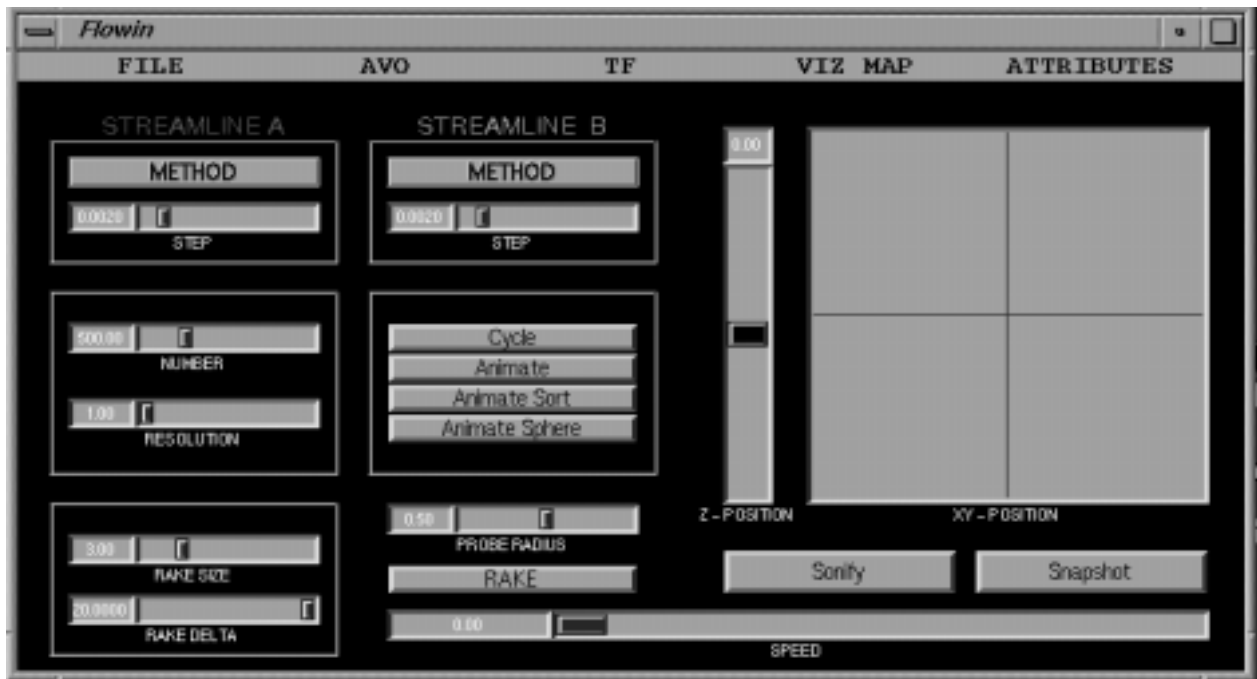 Flowin
FILE AVO TF VIZ MAP ATTRIBUTES
STREAMLINE A
METHOD
0.0020
STEP
STREAMLINE B
METHOD
0.0020
STEP
500.00
NUMBER
1.00
RESOLUTION
Cycle
Animate
Animate Sort
Animate Sphere
3.00
RAKE SIZE
20.0000
RAKE DELTA
0.50
PROBE RADIUS
RAKE
0.00
Z-POSITION
XY-POSITION
Sonify
Snapshot
0.00
SPEED